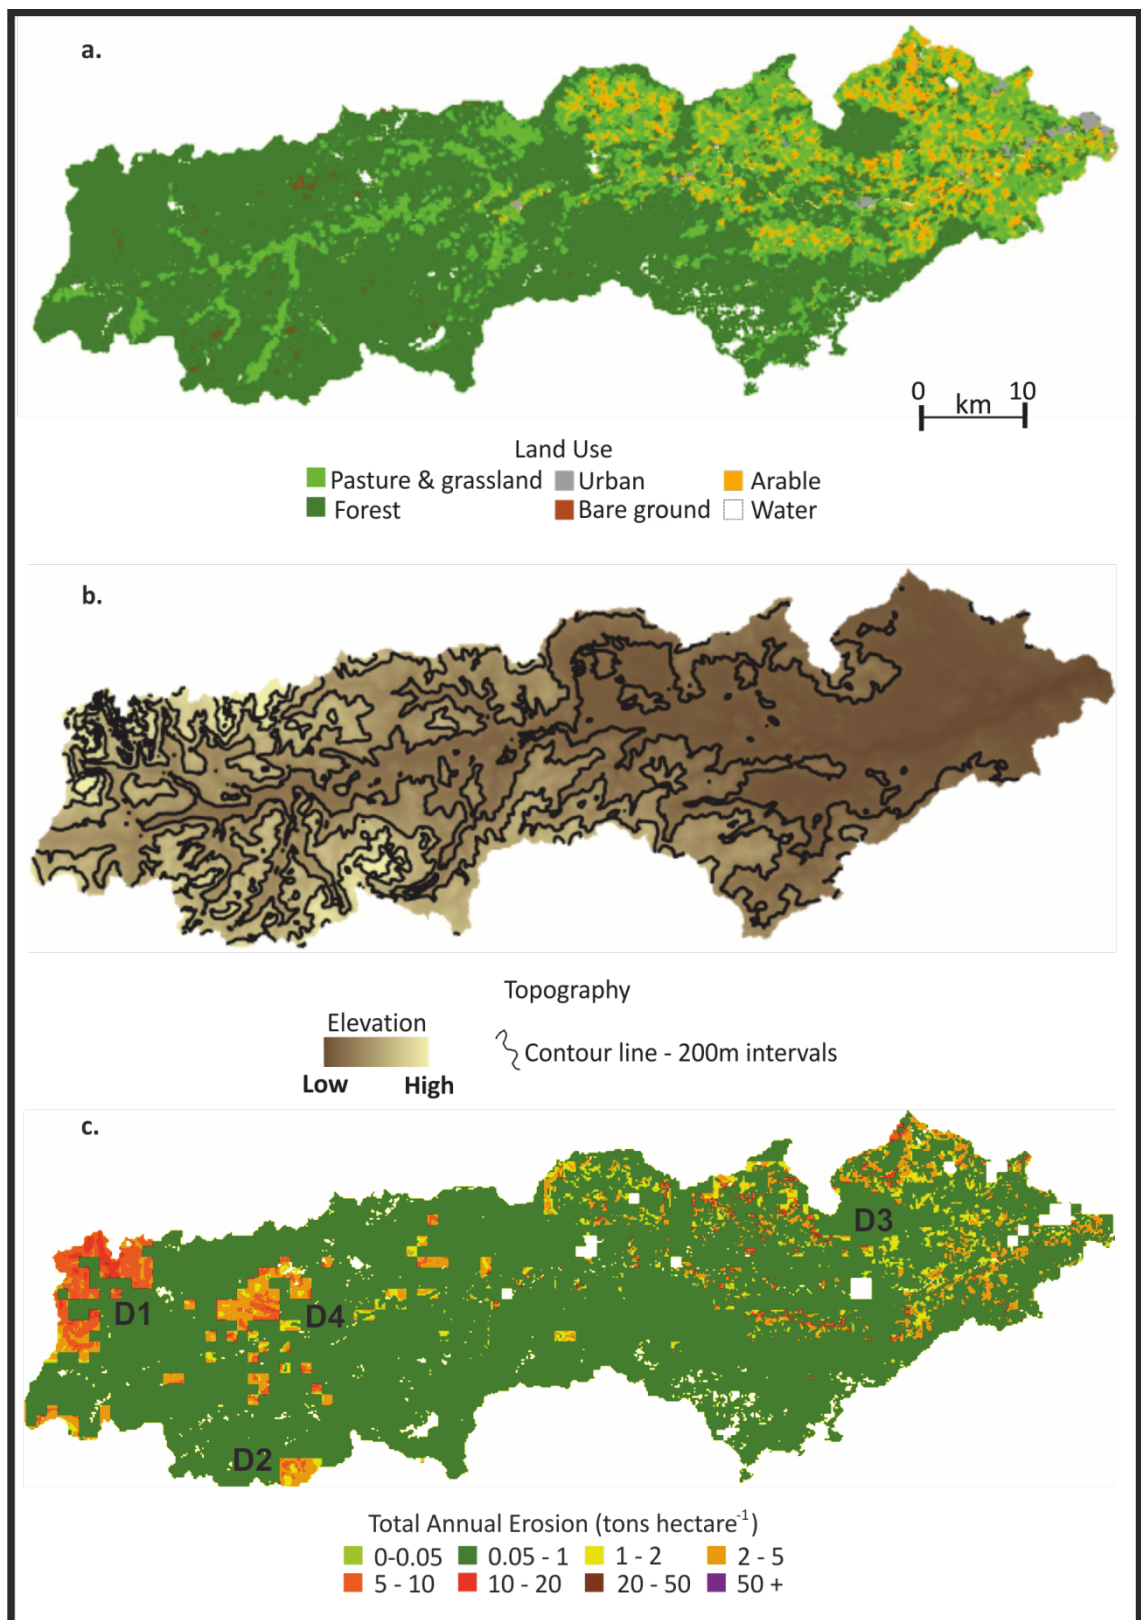 a.
0 10
km
Land Use
Pasture & grassland Urban Arable
Forest Bare ground Water
b.
Topography
Elevation
Contour line - 200m intervals
Low High
c.
D3
D1 D4
D2
Total Annual Erosion (tons hectare⁻¹)
0-0.05 0.05 - 1 1 - 2 2 - 5
5 - 10 10 - 20 20 - 50 50 +